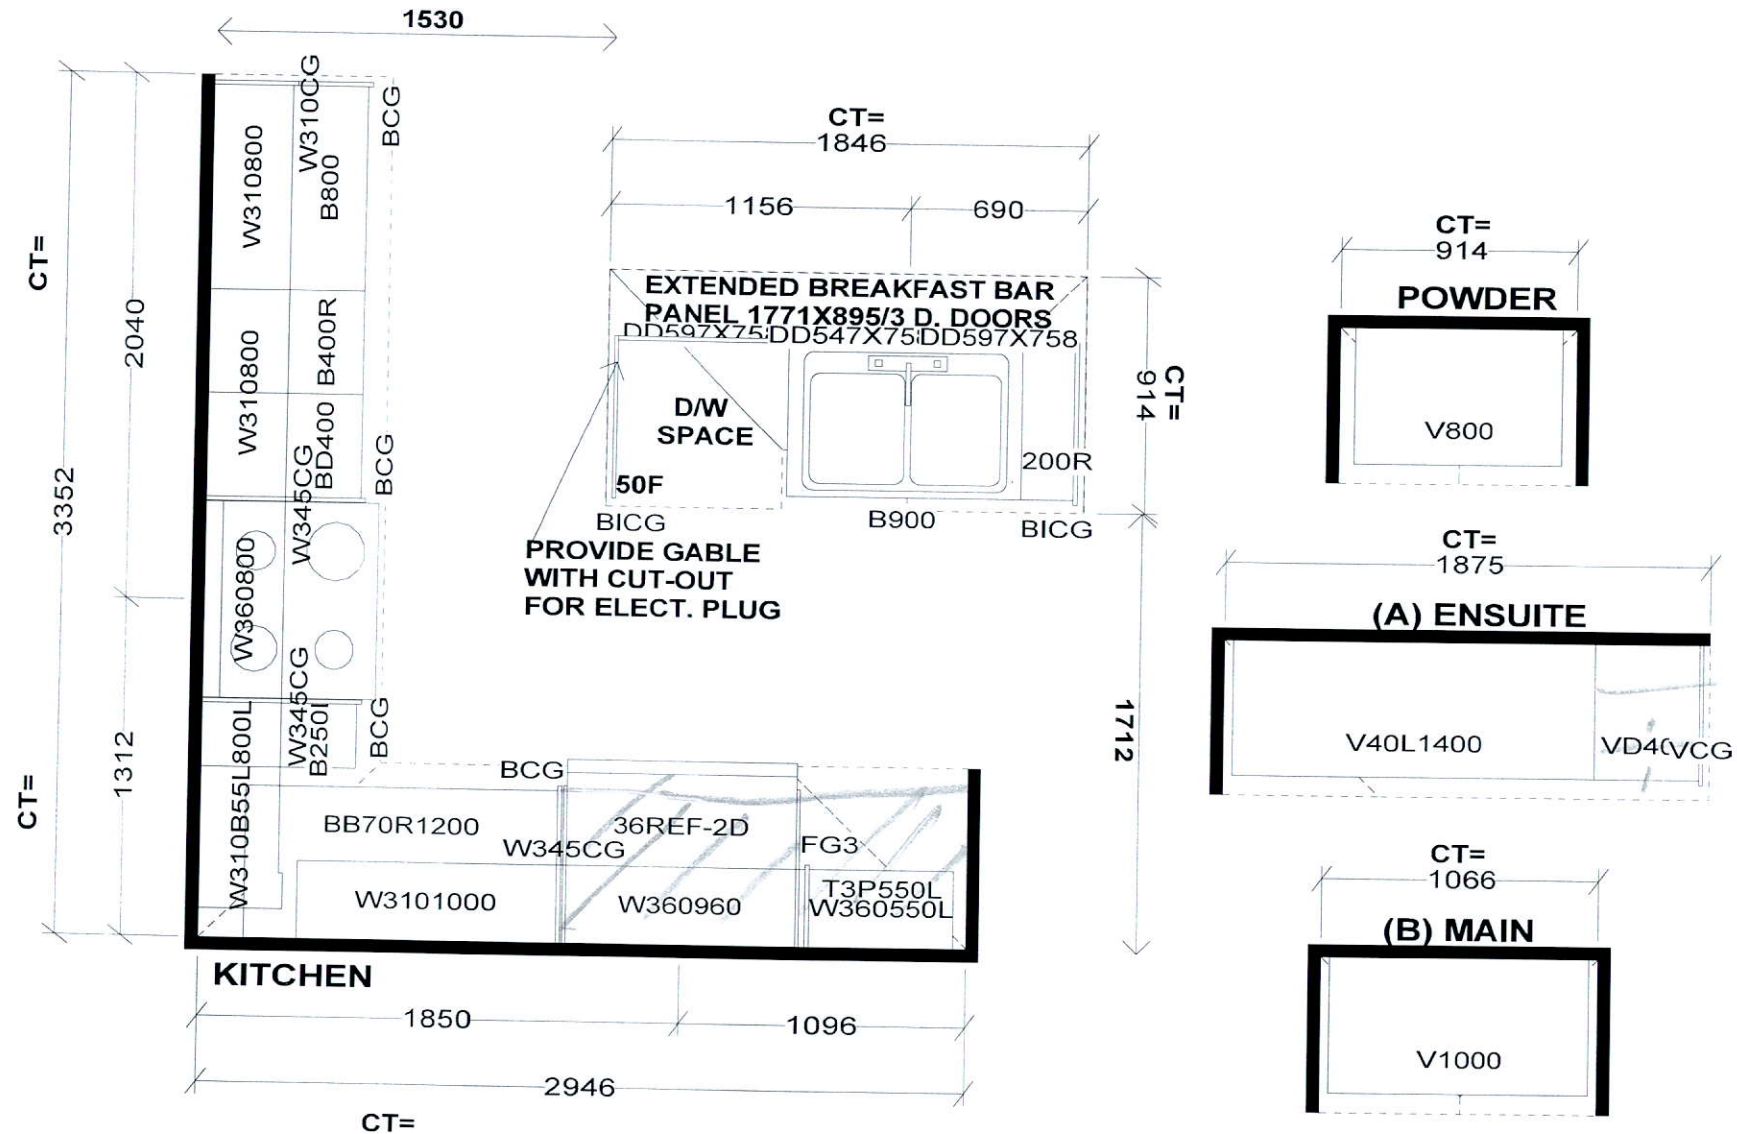 1530
CT=
1846
1156
690
W310CG
BCG
W310800
B800
CT=
2040
3352
EXTENDED BREAKFAST BAR
PANEL 1771X895/3 D. DOORS
DD597X75
DD547X75
DD597X758
CT=
914
W310800
B400R
BD400
BCG
W345CG
D/W
SPACE
50F
200R
BICG
B900
BICG
PROVIDE GABLE
WITH CUT-OUT
FOR ELECT. PLUG
W360800
W345CG
B250L
BCG
W310B55L800L
1312
CT=
1712
BCG
BB70R1200
W345CG
36REF-2D
FG3
W3101000
W360960
T3P550L
W360550L
KITCHEN
1850
1096
2946
CT=
CT=
914
POWDER
V800
CT=
1875
(A) ENSUITE
V40L1400
VD40
VCG
CT=
1066
(B) MAIN
V1000